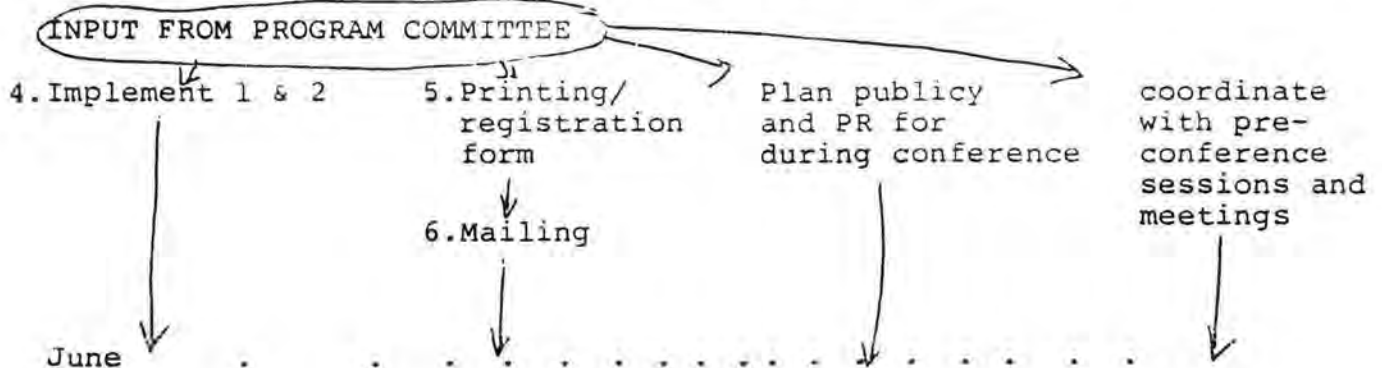 INPUT FROM PROGRAM COMMITTEE
4.Implement 1 & 2
5.Printing/
registration
form
6.Mailing
Plan publicy
and PR for
during conference
coordinate
with pre-
conference
sessions and
meetings
June . . . . . . . . . . . . . . . . . .